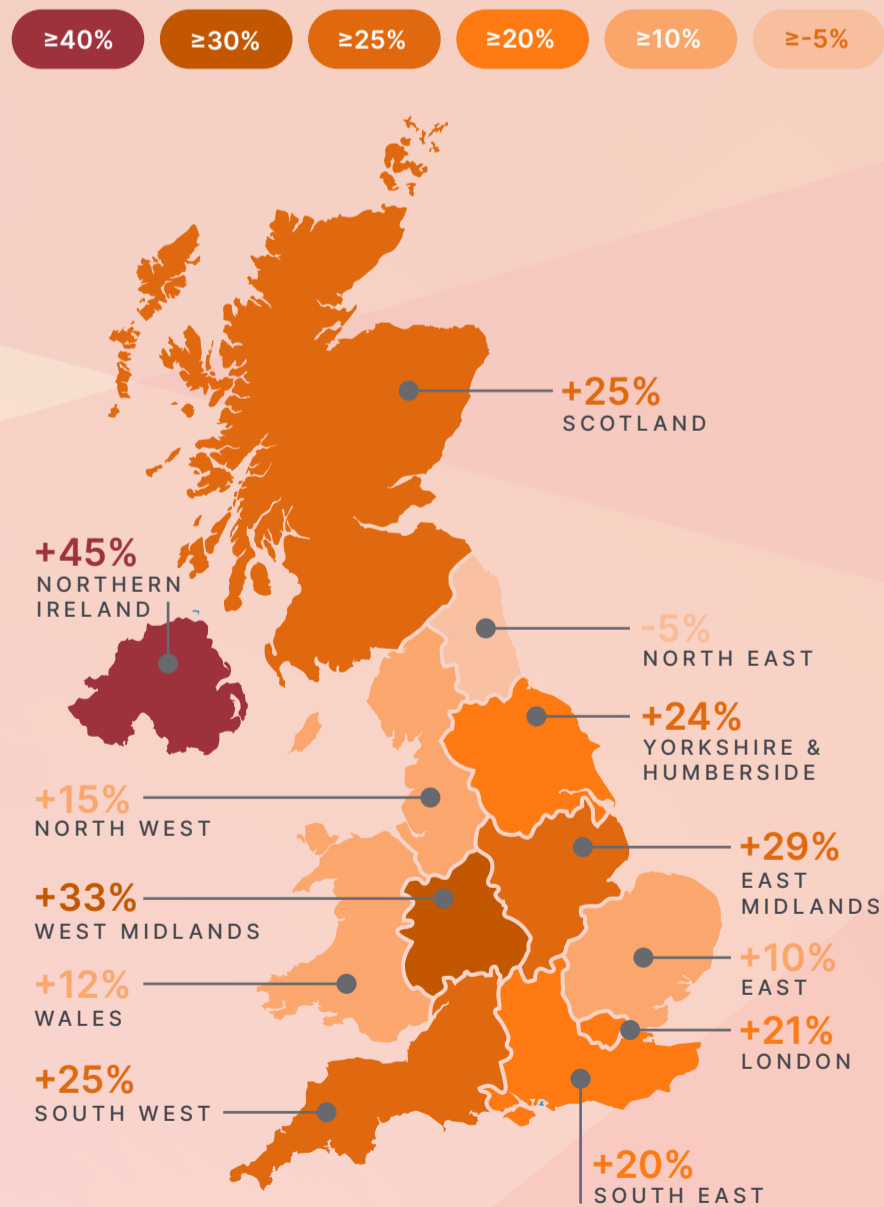 ≥40% ≥30% ≥25% ≥20% ≥10% ≥-5%
+25%
SCOTLAND
+45%
NORTHERN
IRELAND
-5%
NORTH EAST
+24%
YORKSHIRE &
HUMBERSIDE
+15%
NORTH WEST
+29%
EAST
MIDLANDS
+33%
WEST MIDLANDS
+10%
EAST
+12%
WALES
+21%
LONDON
+25%
SOUTH WEST
+20%
SOUTH EAST